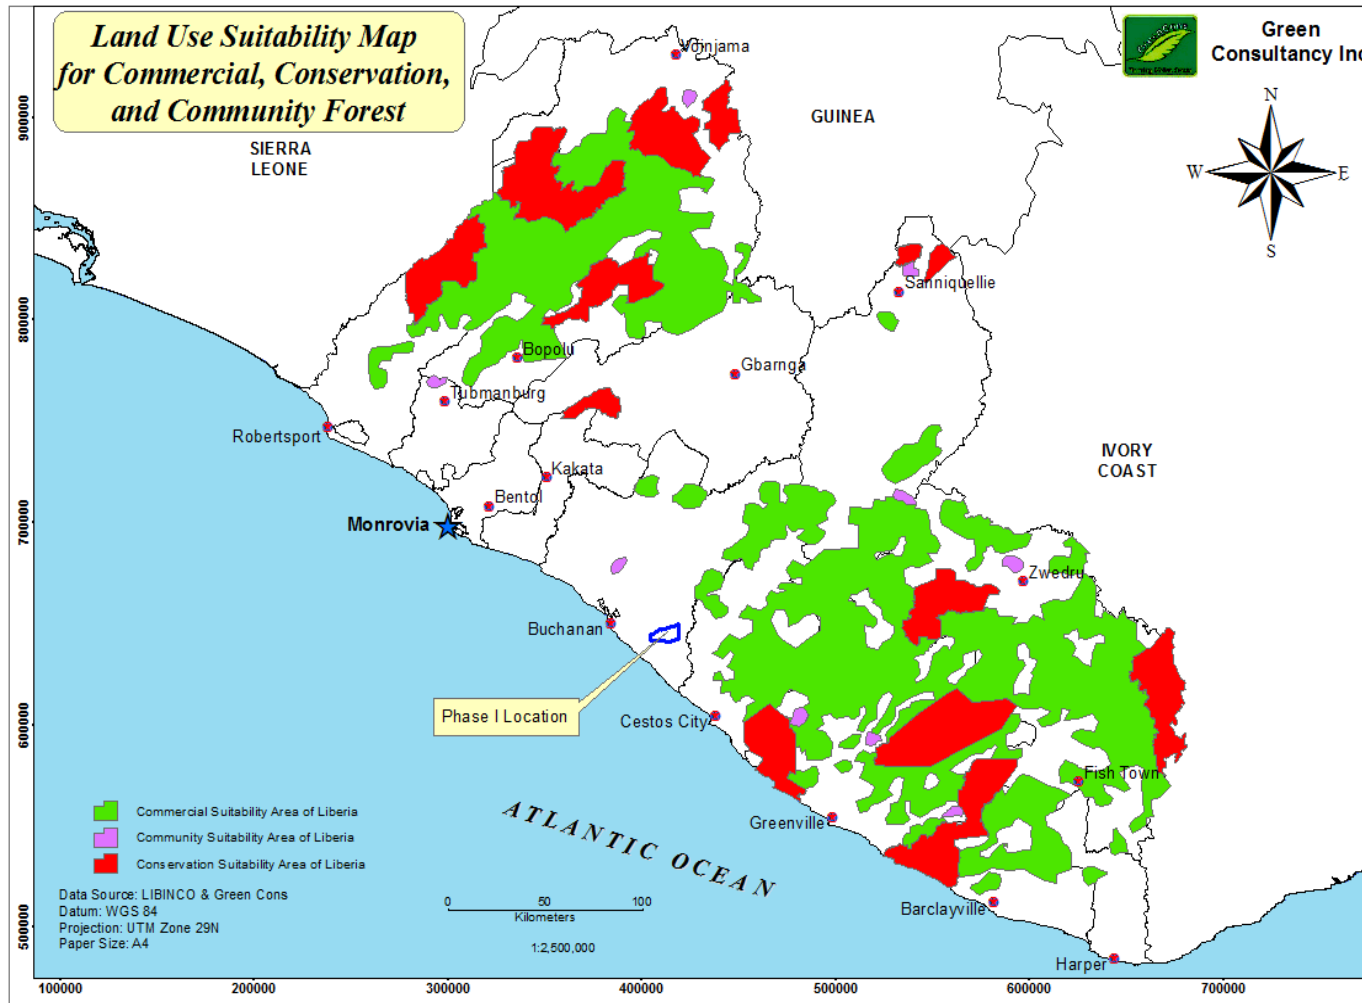 Land Use Suitability Map
for Commercial, Conservation,
and Community Forest
Green
Consultancy Inc
N
W
E
S
Voinjama
GUINEA
SIERRA
LEONE
Sanniquellie
Bopolu
Gbarnga
Tubmanburg
Robertsport
IVORY
COAST
Kakata
Bentol
Monrovia
Zwedru
Buchanan
Phase I Location
Cestos City
Fish Town
Greenville
ATLANTIC OCEAN
Barclayville
Harper
Commercial Suitability Area of Liberia
Community Suitability Area of Liberia
Conservation Suitability Area of Liberia
Data Source: LIBINCO & Green Cons
Datum: WGS 84
Projection: UTM Zone 29N
Paper Size: A4
0 50 100
Kilometers
1:2,500,000
900000
800000
700000
600000
500000
100000 200000 300000 400000 500000 600000 700000